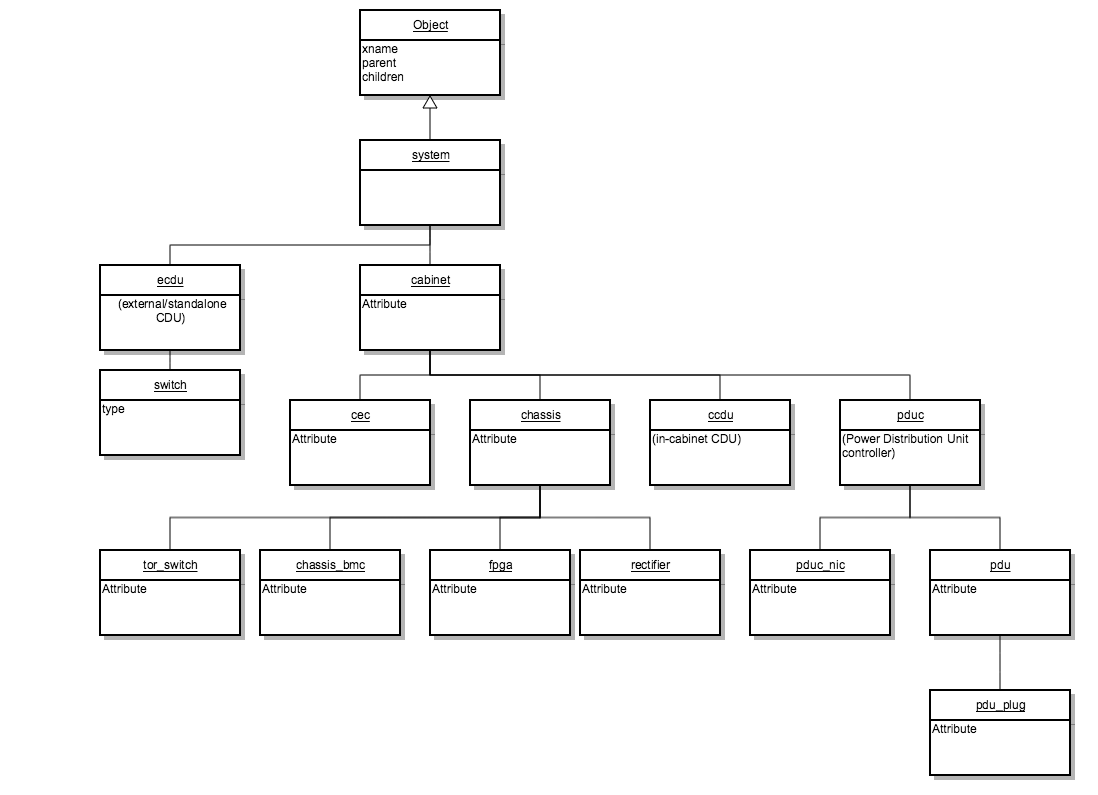 Object
xname
parent
children
system
ecdu
(external/standalone
CDU)
cabinet
Attribute
switch
type
cec
Attribute
chassis
Attribute
ccdu
(in-cabinet CDU)
pduc
(Power Distribution Unit
controller)
tor_switch
Attribute
chassis_bmc
Attribute
fpga
Attribute
rectifier
Attribute
pduc_nic
Attribute
pdu
Attribute
pdu_plug
Attribute